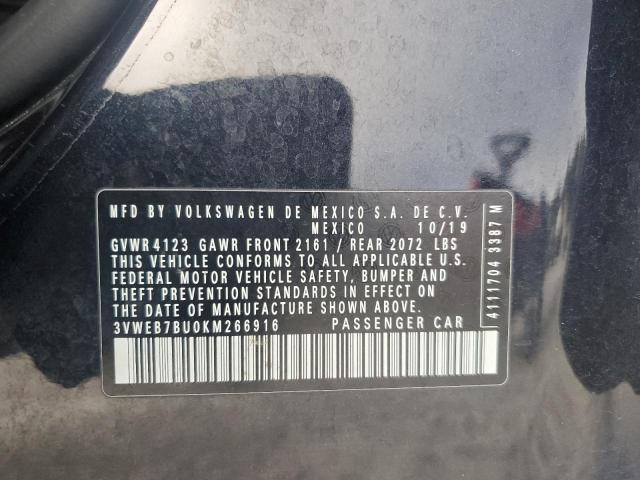 MFD BY VOLKSWAGEN DE MEXICO S.A. DE C.V.
MEXICO 10/19
GVWR 4123 GAWR FRONT 2161 / REAR 2072 LBS
THIS VEHICLE CONFORMS TO ALL APPLICABLE U.S.
FEDERAL MOTOR VEHICLE SAFETY, BUMPER AND
THEFT PREVENTION STANDARDS IN EFFECT ON
THE DATE OF MANUFACTURE SHOWN ABOVE.
3VWEB7BU0KM266916 PASSENGER CAR
4111704 3387 M